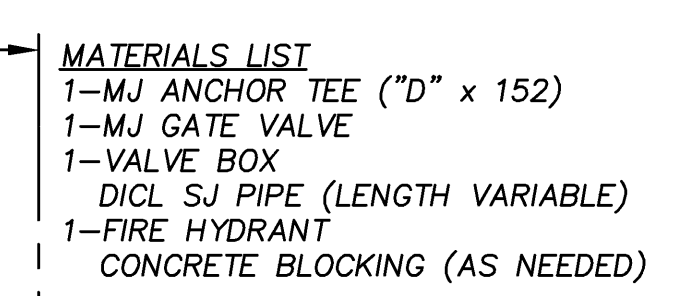 MATERIALS LIST
1–MJ ANCHOR TEE ("D" x 152)
1–MJ GATE VALVE
1–VALVE BOX
DICL SJ PIPE (LENGTH VARIABLE)
1–FIRE HYDRANT
CONCRETE BLOCKING (AS NEEDED)